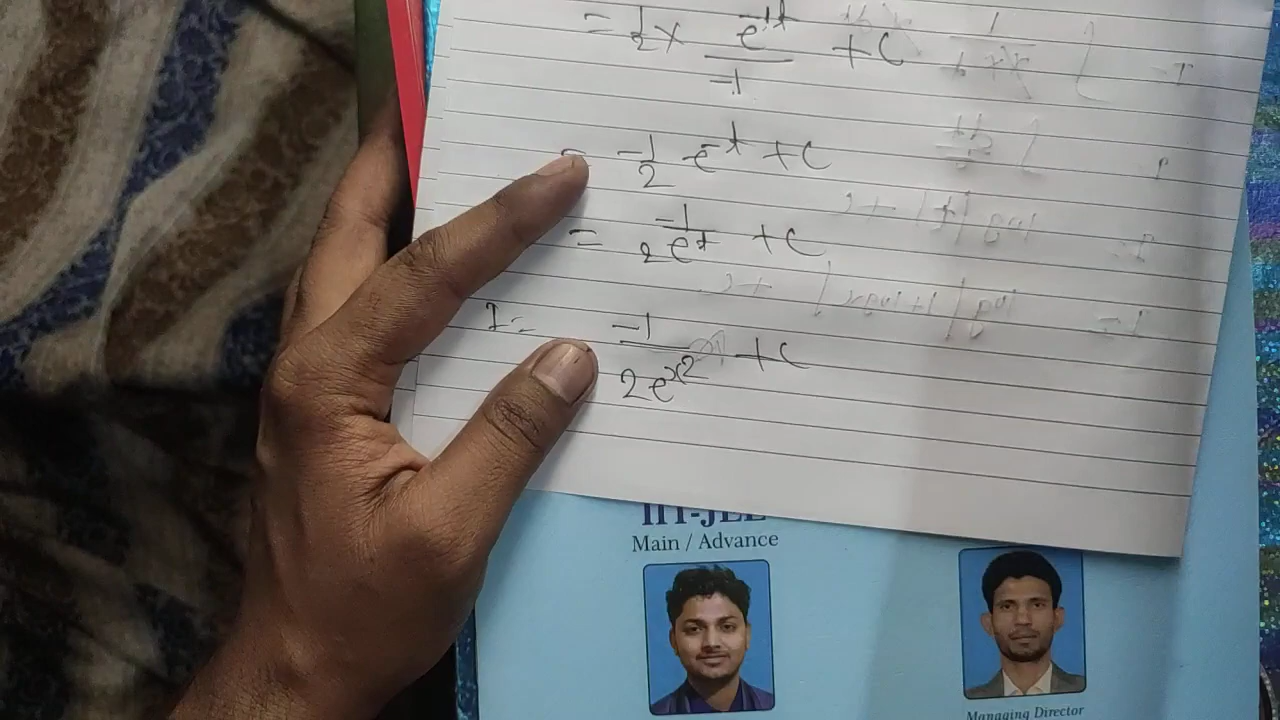 = 1/2 x e^-t/-1 + C
= -1/2 e^-t + C
= -1/2e^t + C
I = -1/2e^x2 + C
IIT-JEE
Main / Advance
Managing Director